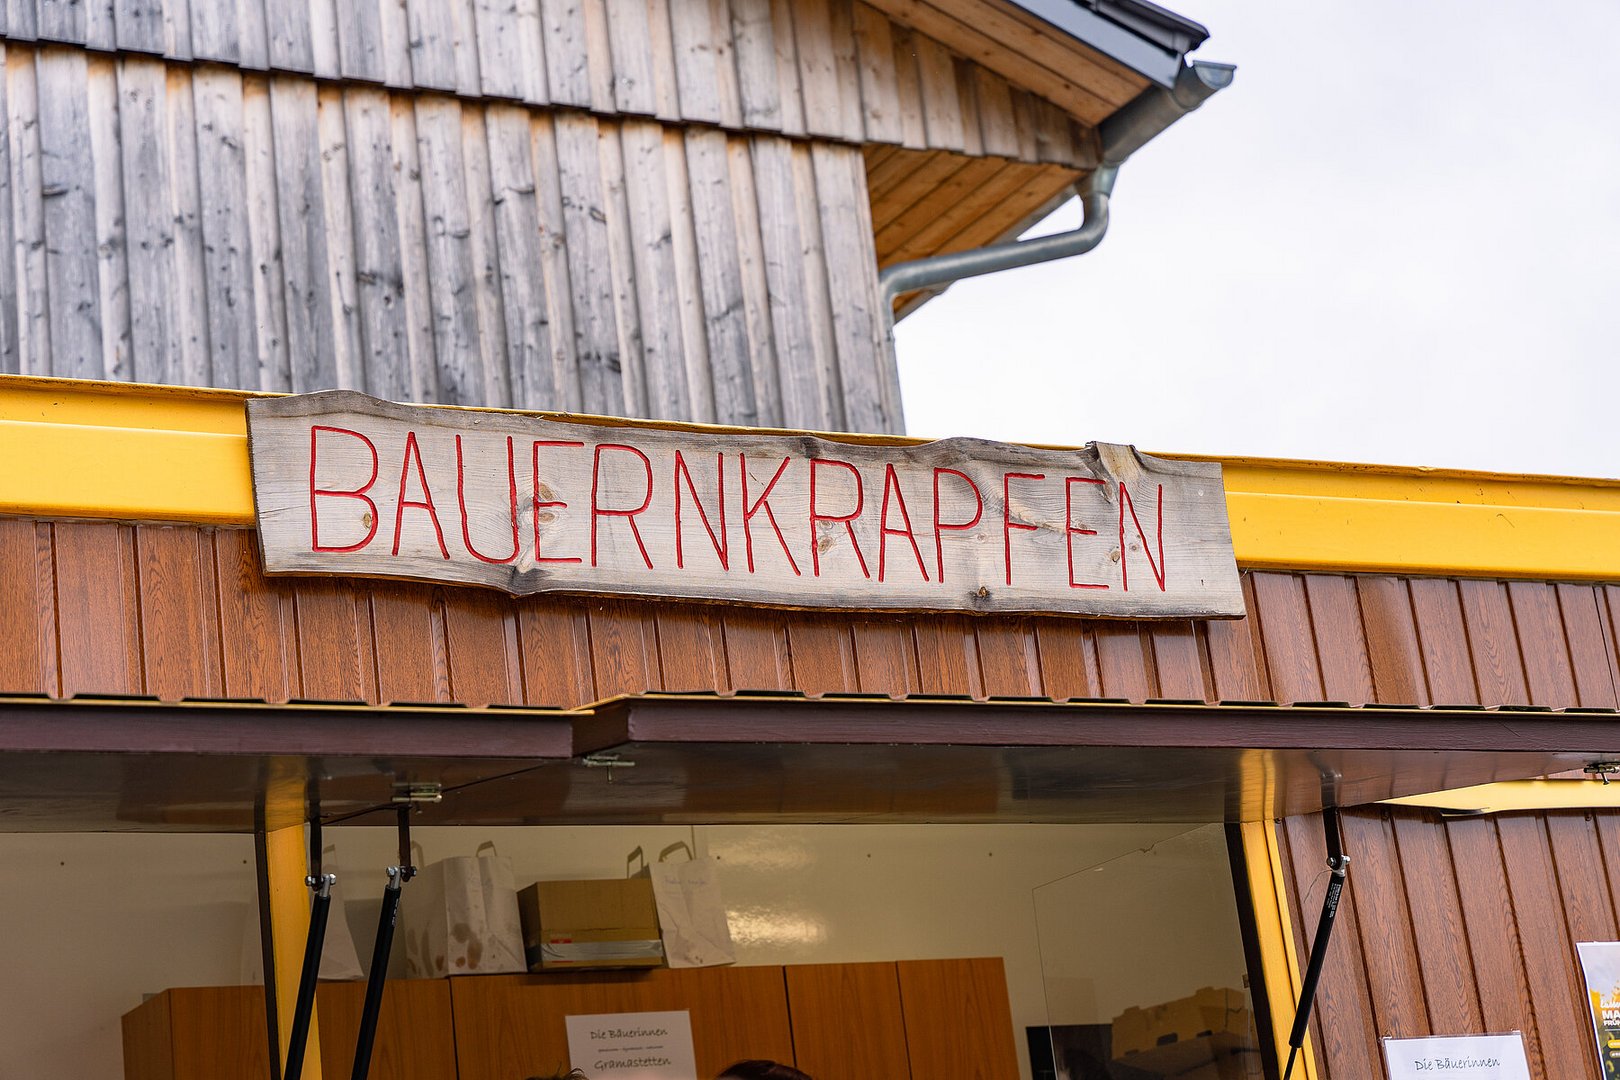 BAUERNKRAPFEN
Die Bäuerinnen
Gramastetten
Die Bäuerinnen